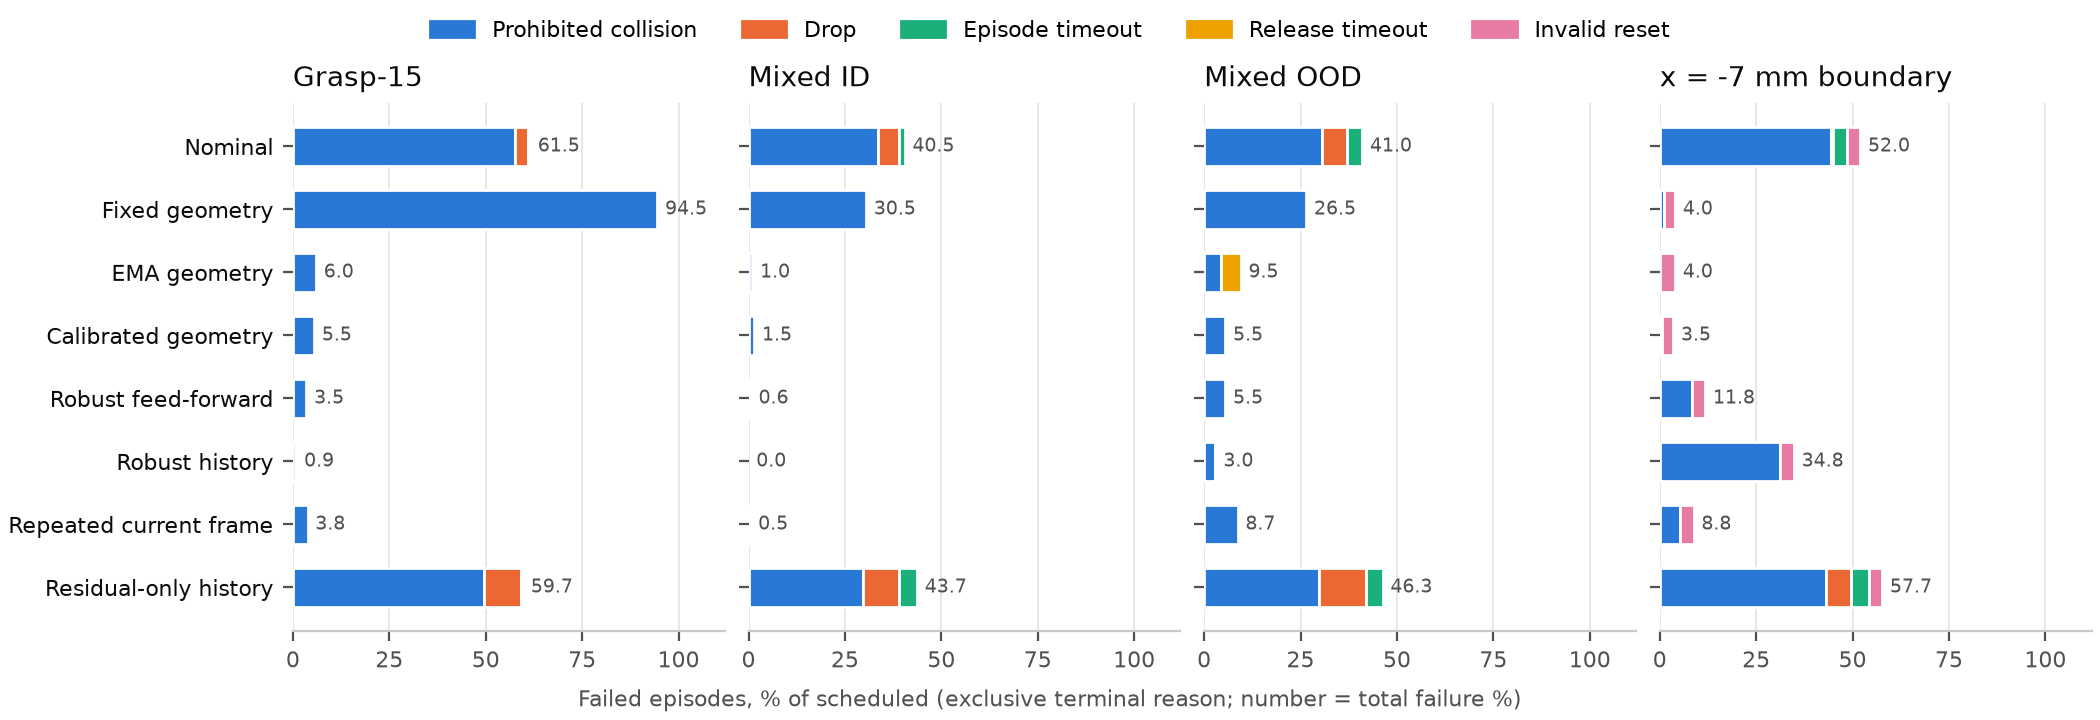 Prohibited collision Drop Episode timeout Release timeout Invalid reset
Grasp-15 Mixed ID Mixed OOD x = -7 mm boundary
Nominal 61.5 40.5 41.0 52.0
Fixed geometry 94.5 30.5 26.5 4.0
EMA geometry 6.0 1.0 9.5 4.0
Calibrated geometry 5.5 1.5 5.5 3.5
Robust feed-forward 3.5 0.6 5.5 11.8
Robust history 0.9 0.0 3.0 34.8
Repeated current frame 3.8 0.5 8.7 8.8
Residual-only history 59.7 43.7 46.3 57.7
0 25 50 75 100 0 25 50 75 100 0 25 50 75 100 0 25 50 75 100
Failed episodes, % of scheduled (exclusive terminal reason; number = total failure %)